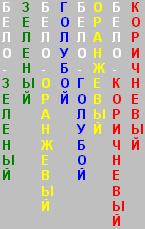 БЕЛО-ЗЕЛЕНЫЙ
ЗЕЛЕНЫЙ
БЕЛО-ОРАНЖЕВЫЙ
ГОЛУБОЙ
БЕЛО-ГОЛУБОЙ
ОРАНЖЕВЫЙ
БЕЛО-КОРИЧНЕВЫЙ
КОРИЧНЕВЫЙ